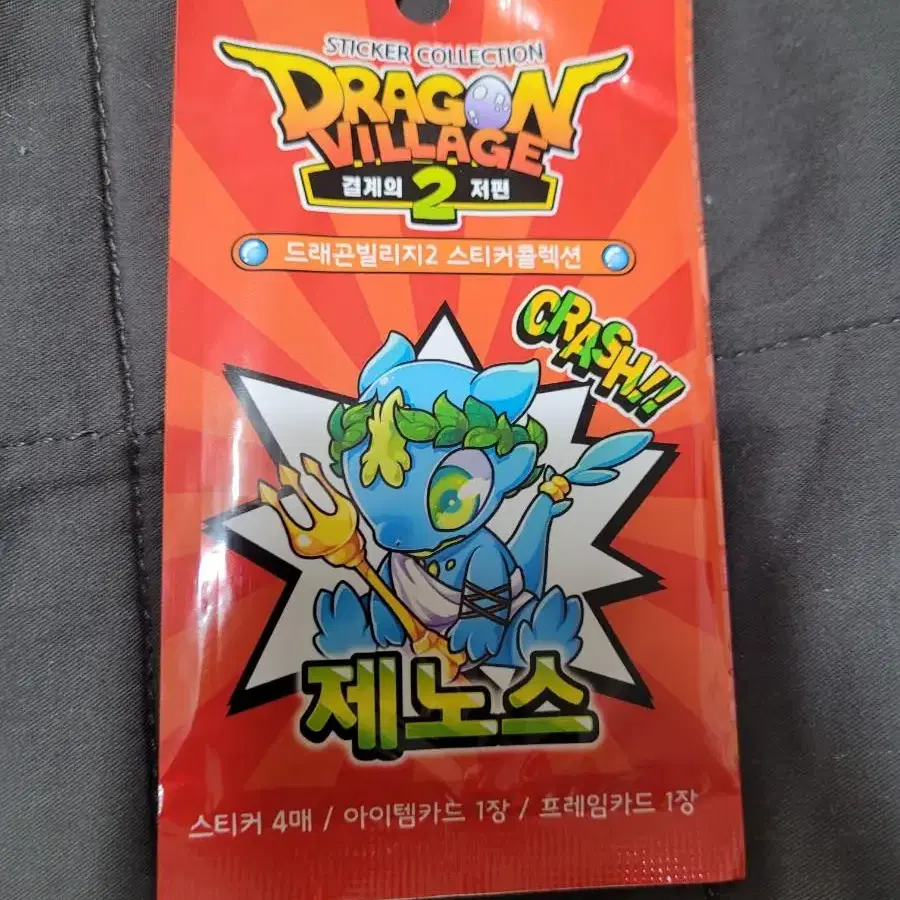 STICKER COLLECTION
DRAGON
VILLAGE
결계의 2 저편
드래곤빌리지2 스티커콜렉션
CRASH!!
제노스
스티커 4매 / 아이템카드 1장 / 프레임카드 1장